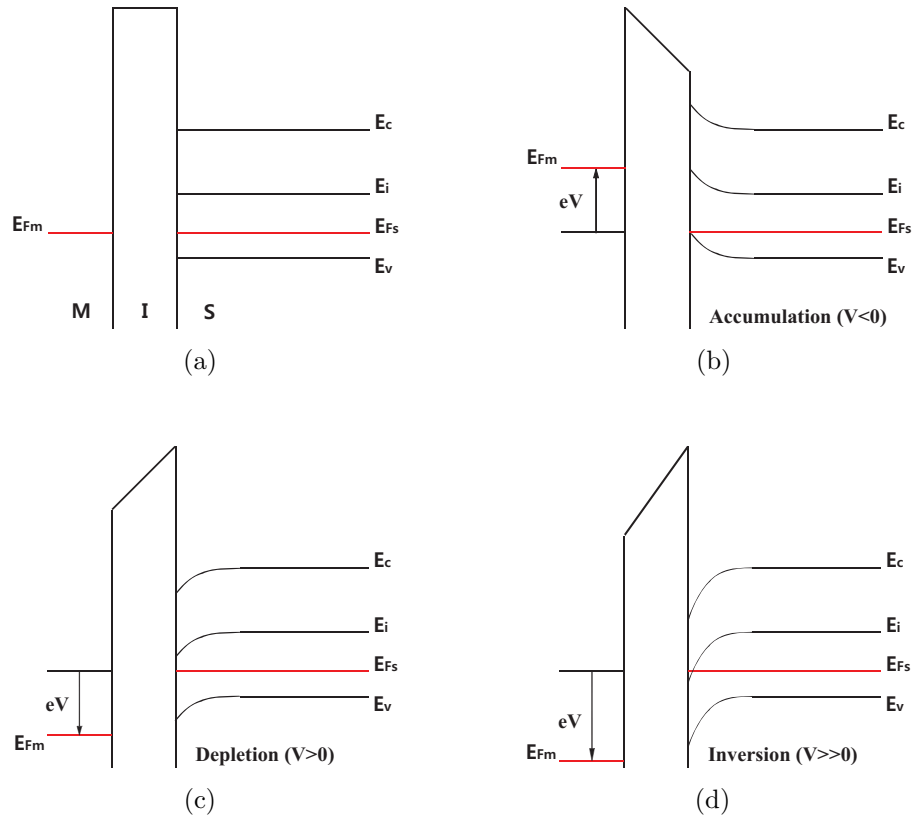 Ec
Ei
EFm
EFs
Ev
M I S
(a)
Ec
EFm
Ei
eV
EFs
Ev
Accumulation (V<0)
(b)
Ec
Ei
EFs
eV
Ev
EFm
Depletion (V>0)
(c)
Ec
Ei
EFs
eV
Ev
EFm
Inversion (V>>0)
(d)